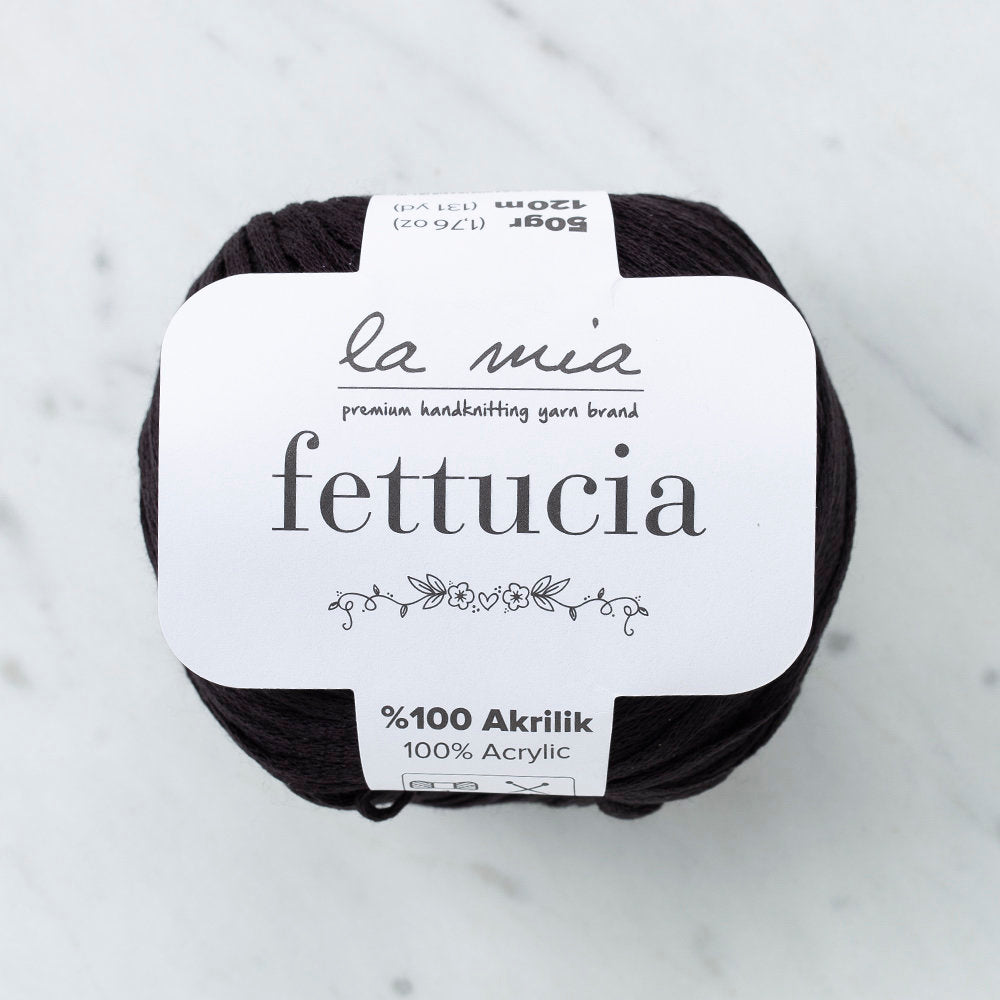 50gr (1,76 oz)
120m (131 yd)
la mia
premium handknitting yarn brand
fettucia
%100 Akrilik
100% Acrylic